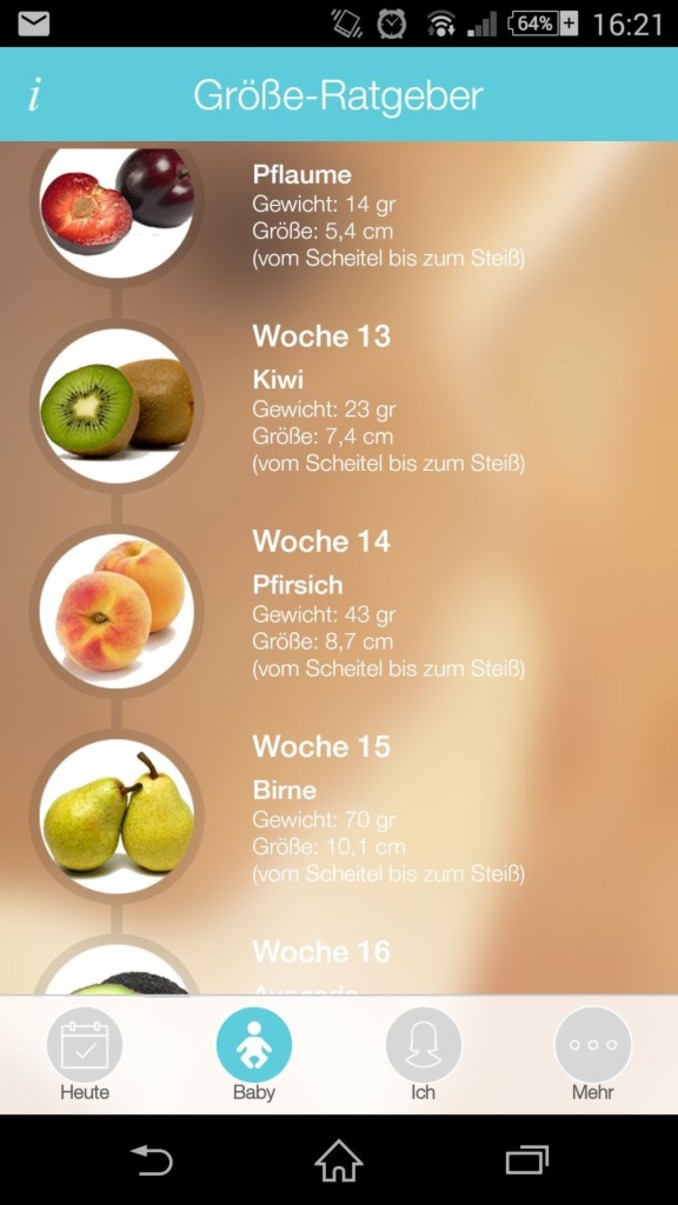 64%
16:21
i
Größe-Ratgeber
Pflaume
Gewicht: 14 gr
Größe: 5,4 cm
(vom Scheitel bis zum Steiß)
Woche 13
Kiwi
Gewicht: 23 gr
Größe: 7,4 cm
(vom Scheitel bis zum Steiß)
Woche 14
Pfirsich
Gewicht: 43 gr
Größe: 8,7 cm
(vom Scheitel bis zum Steiß)
Woche 15
Birne
Gewicht: 70 gr
Größe: 10,1 cm
(vom Scheitel bis zum Steiß)
Woche 16
Avocado
Heute
Baby
Ich
Mehr